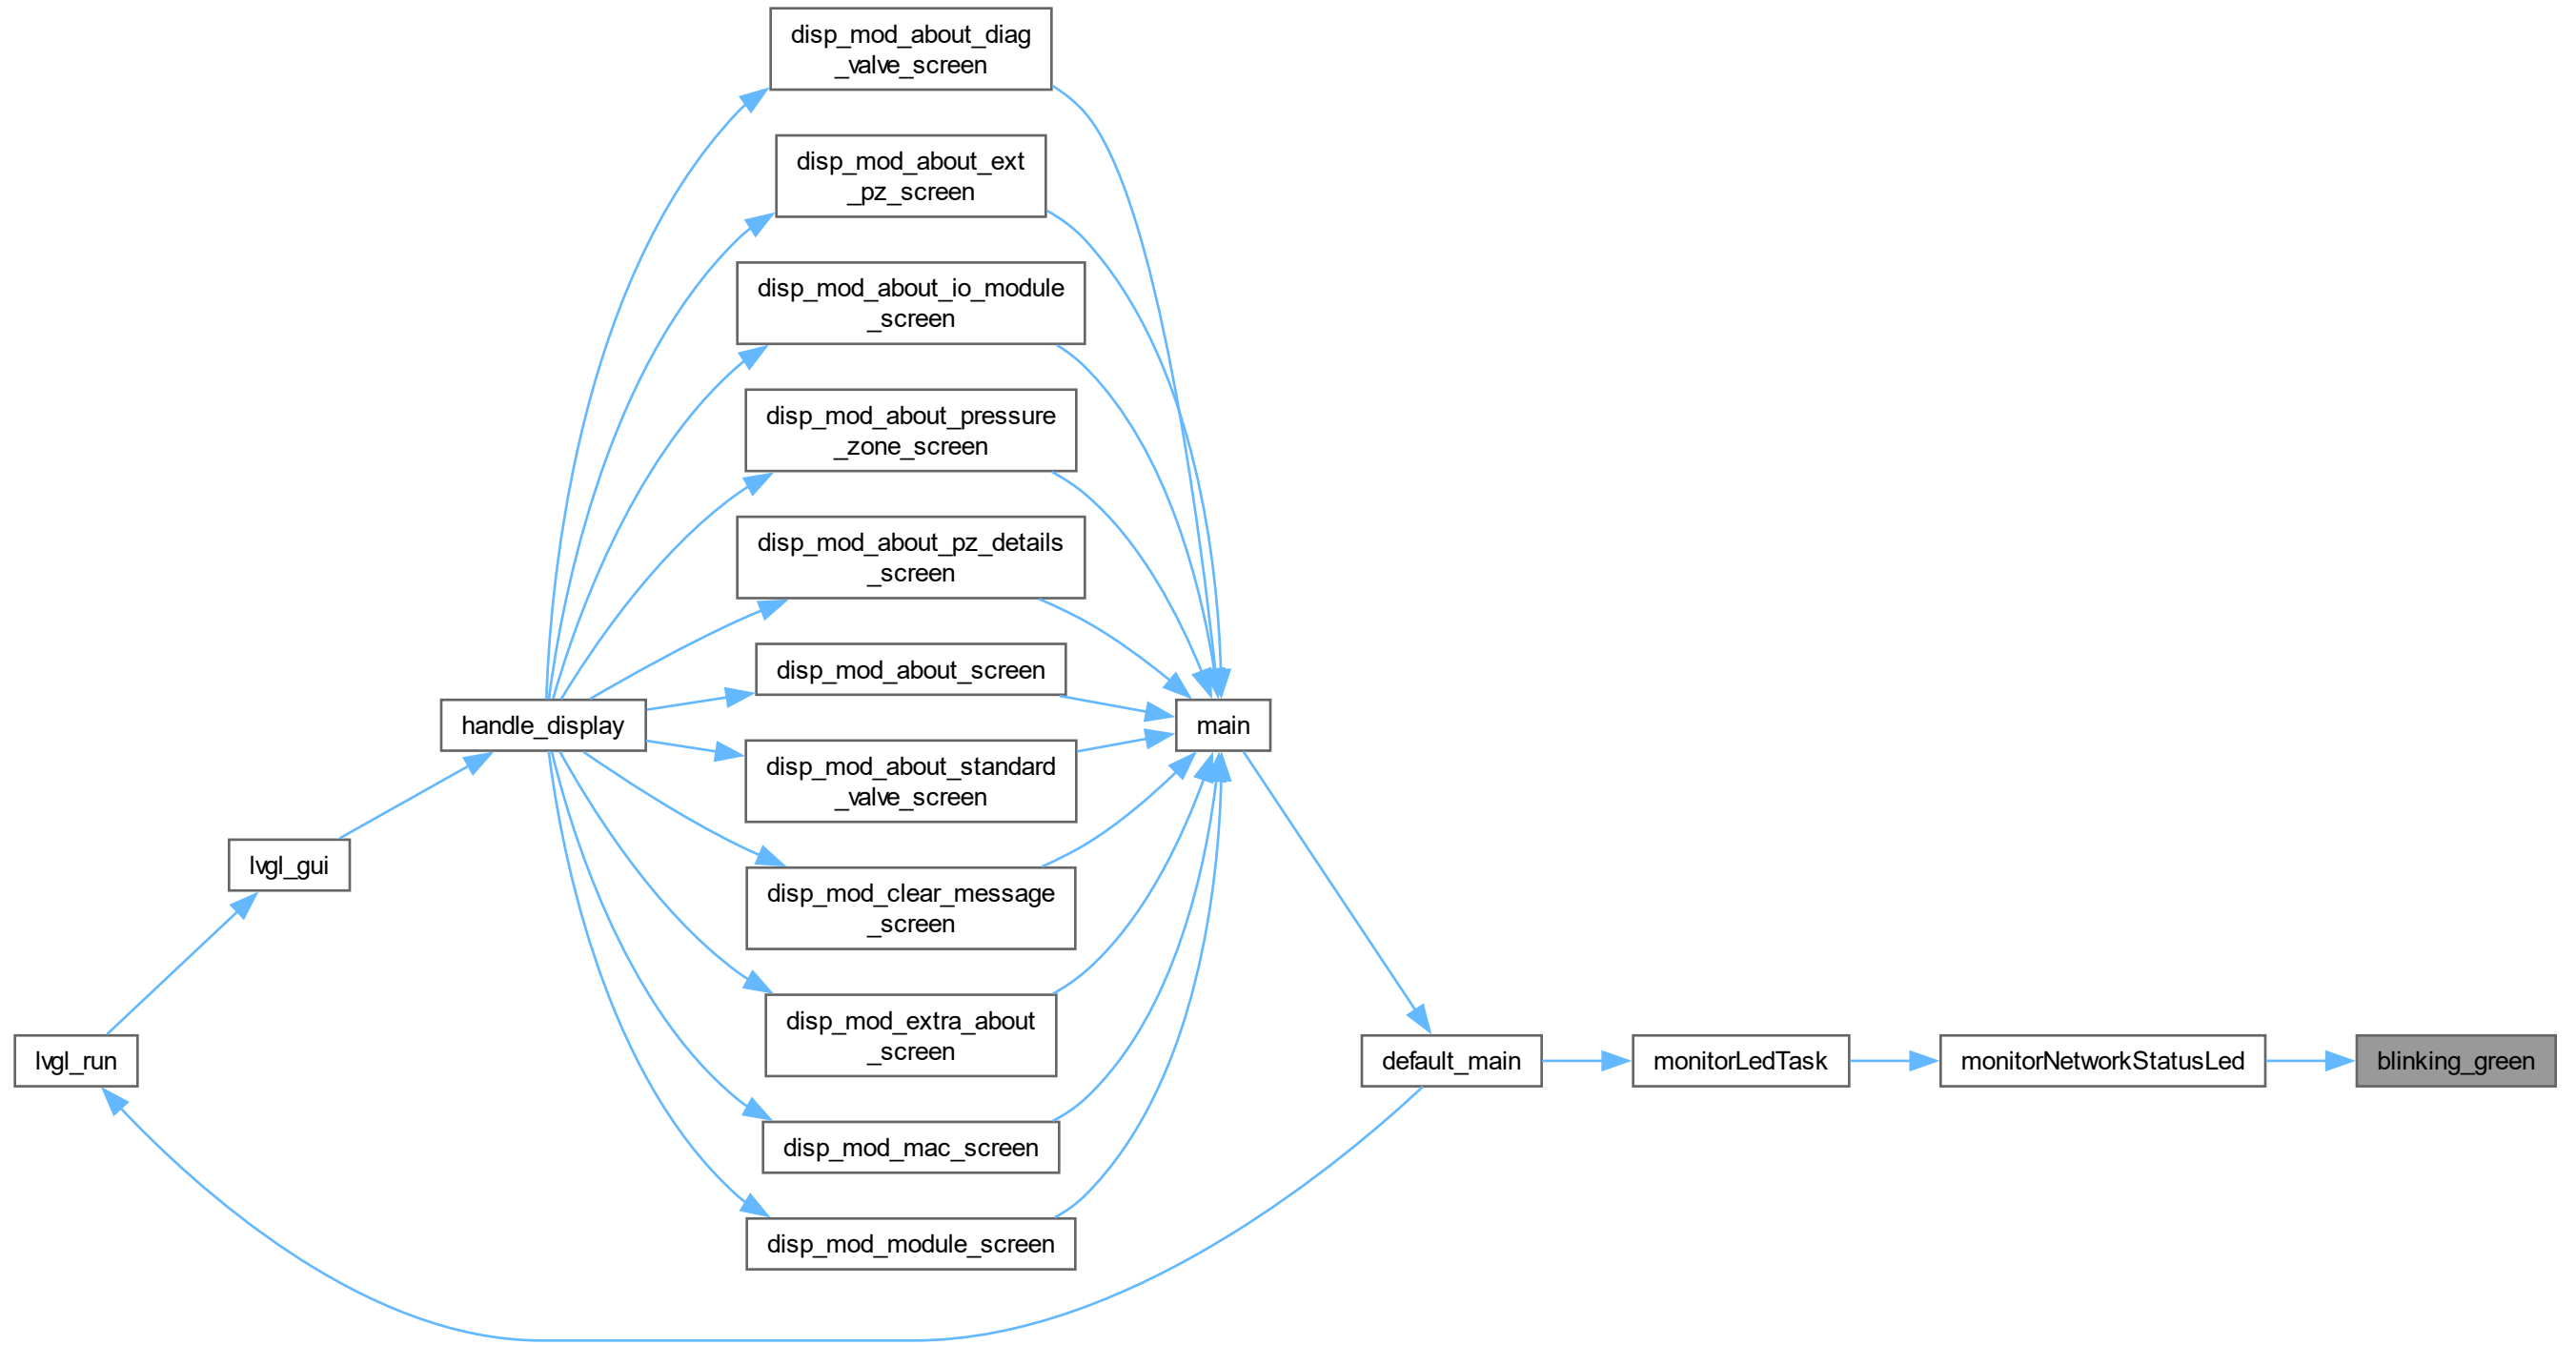 disp_mod_about_diag
_valve_screen
disp_mod_about_ext
_pz_screen
disp_mod_about_io_module
_screen
disp_mod_about_pressure
_zone_screen
disp_mod_about_pz_details
_screen
disp_mod_about_screen
handle_display
main
disp_mod_about_standard
_valve_screen
lvgl_gui
disp_mod_clear_message
_screen
disp_mod_extra_about
_screen
lvgl_run
default_main
monitorLedTask
monitorNetworkStatusLed
blinking_green
disp_mod_mac_screen
disp_mod_module_screen